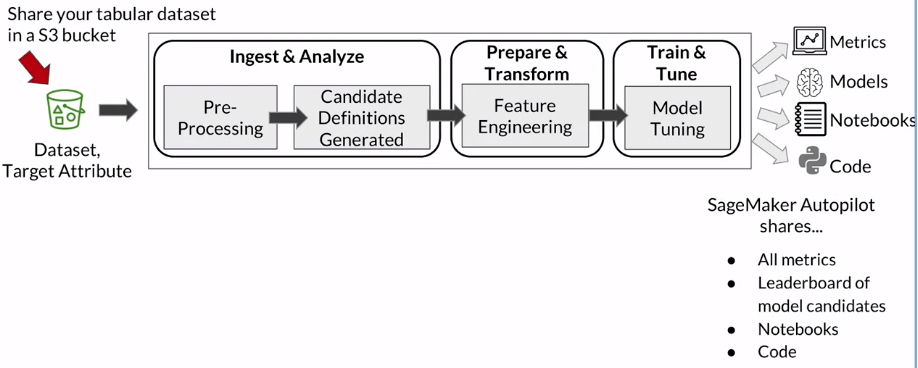 Share your tabular dataset
in a S3 bucket
Dataset,
Target Attribute
Ingest & Analyze
Pre-
Processing
Candidate
Definitions
Generated
Prepare &
Transform
Feature
Engineering
Train &
Tune
Model
Tuning
Metrics
Models
Notebooks
Code
SageMaker Autopilot
shares...
● All metrics
● Leaderboard of
model candidates
● Notebooks
● Code